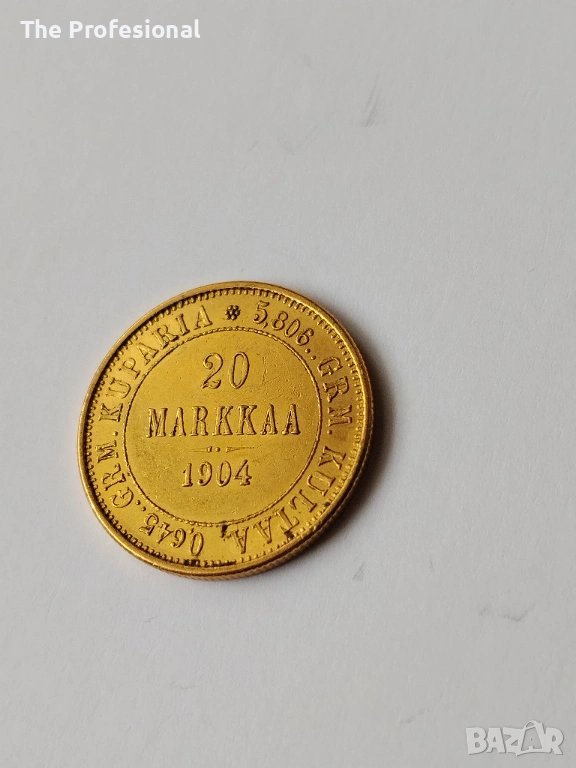 The Profesional
5,806.. GRM. KULTAA.
0,645.. GRM. KUPARIA
20
MARKKAA
1904
BAZAR